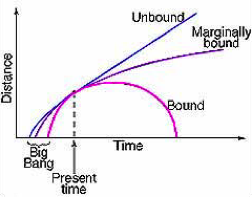 Unbound
Marginally
bound
Distance
Bound
Time
Big
Bang
Present
time